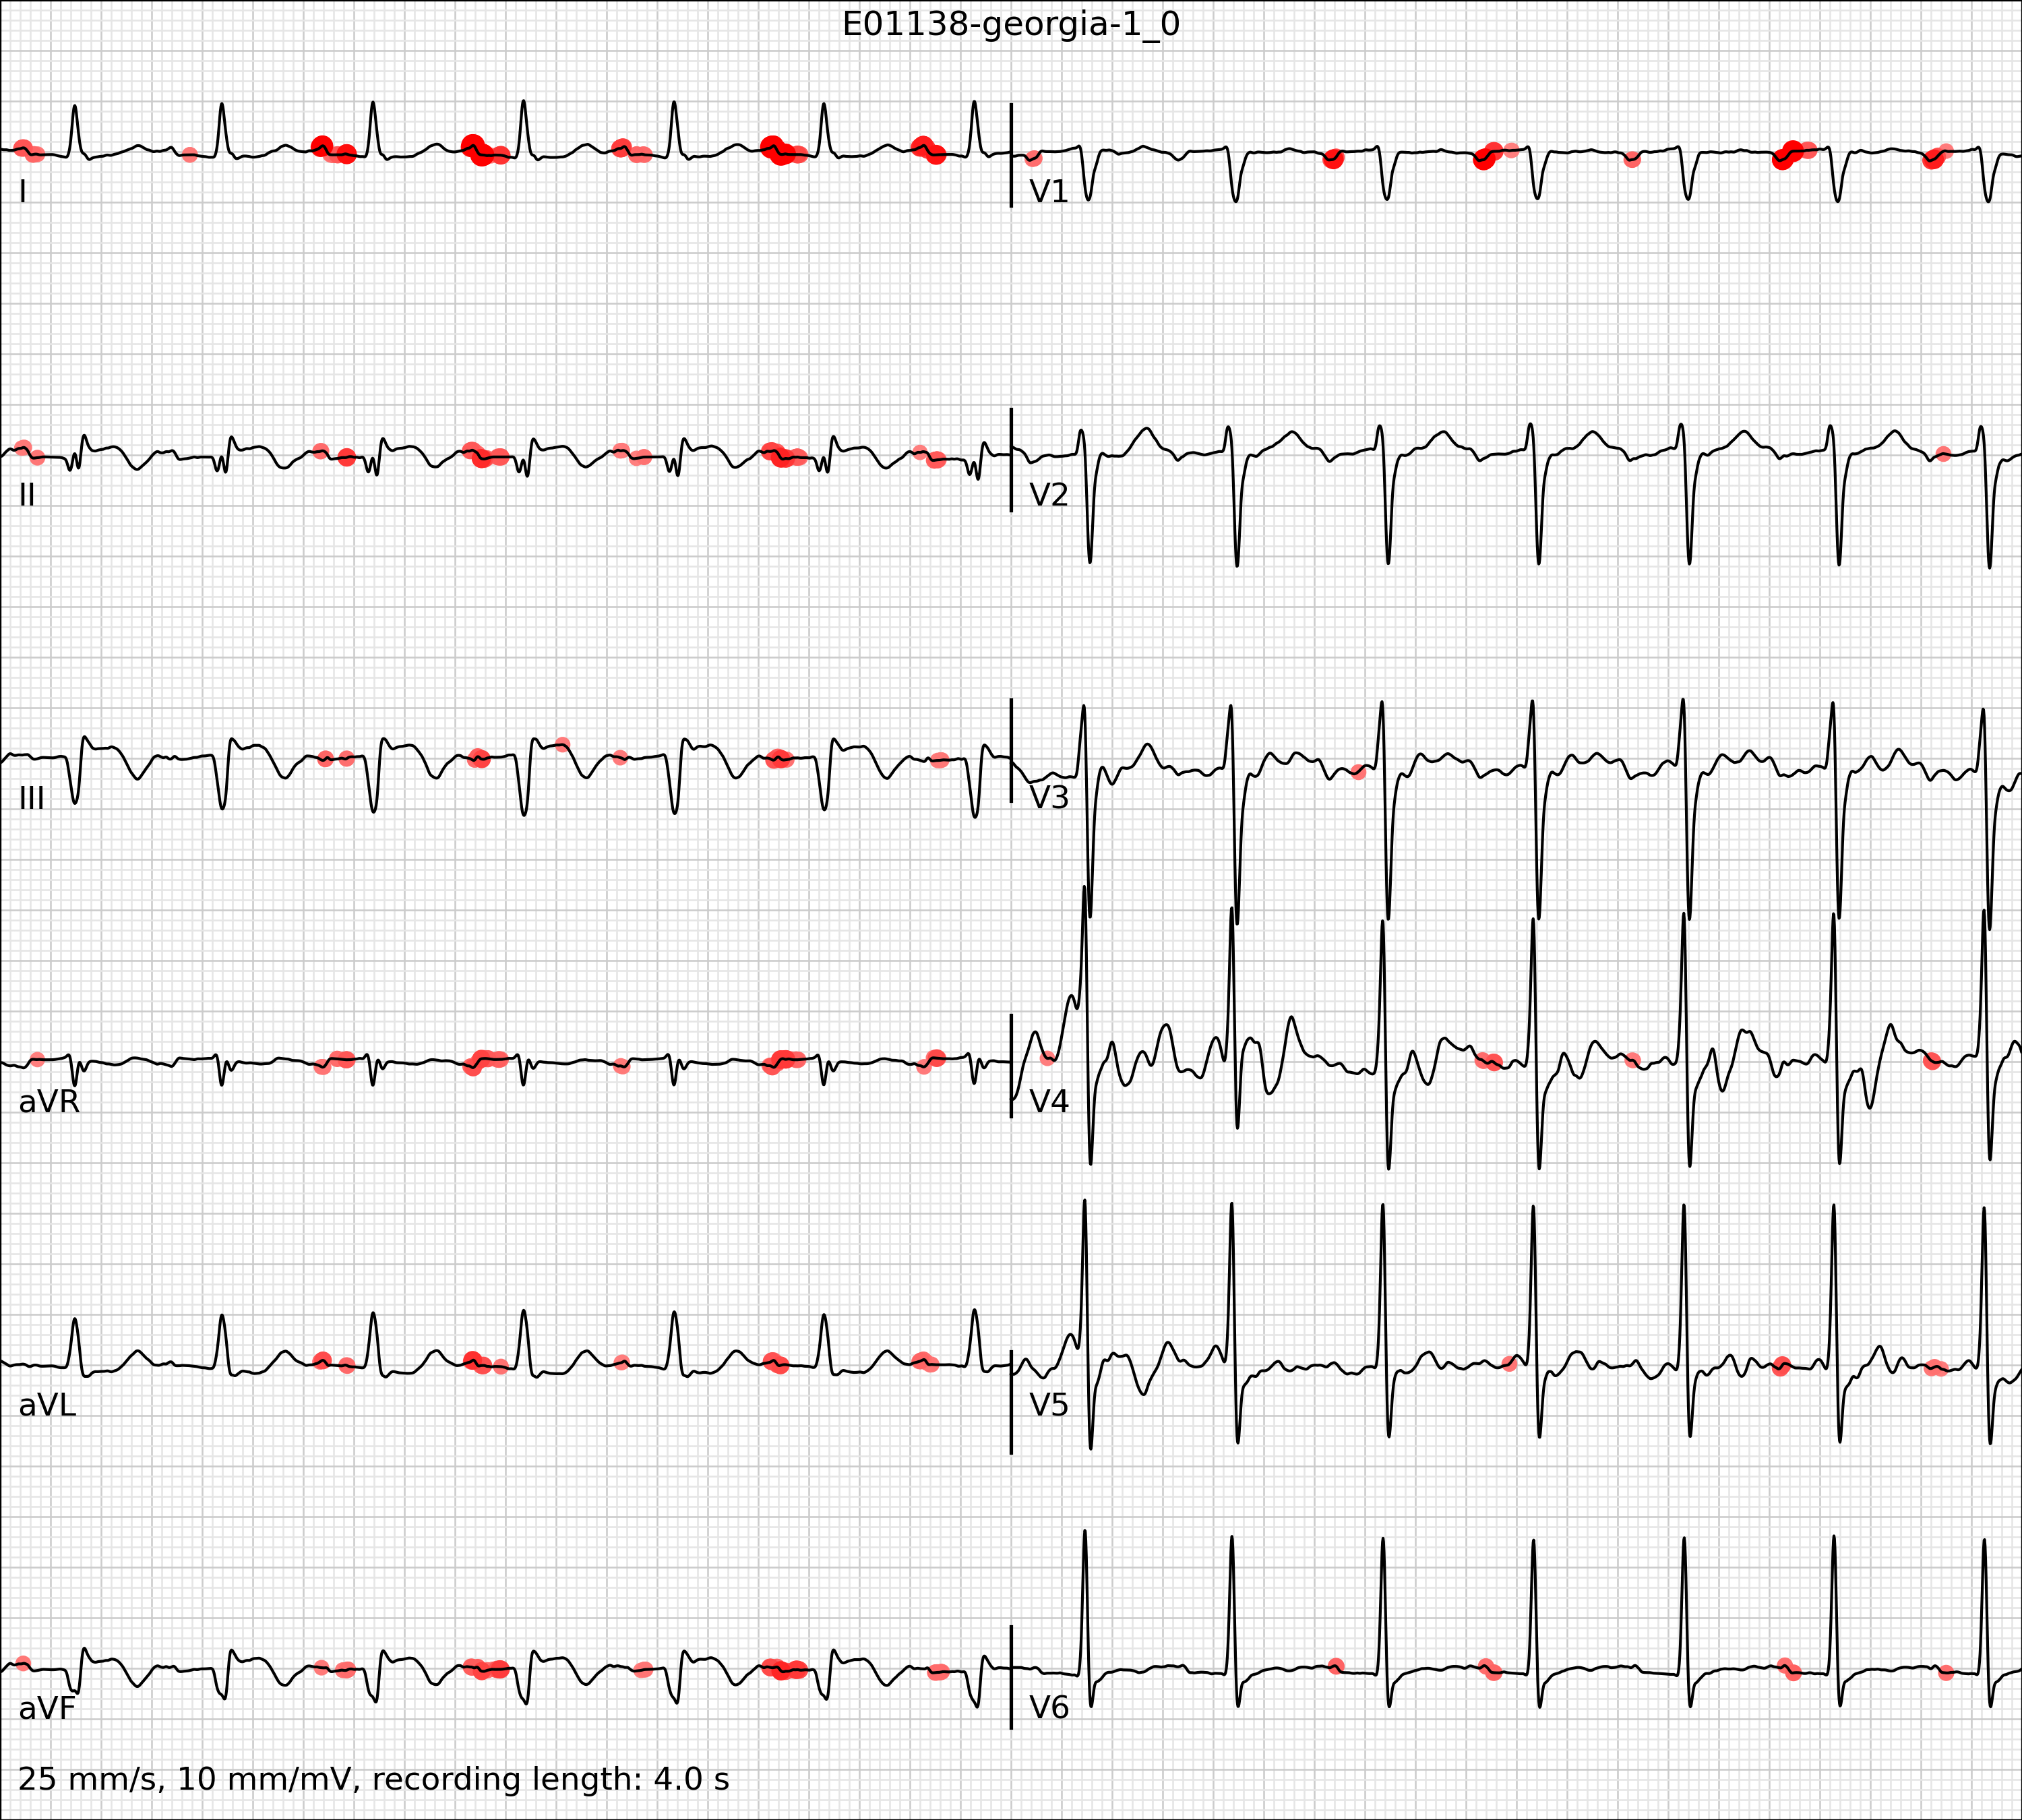 E01138-georgia-1_0
I
V1
II
V2
III
V3
aVR
V4
aVL
V5
aVF
V6
25 mm/s, 10 mm/mV, recording length: 4.0 s